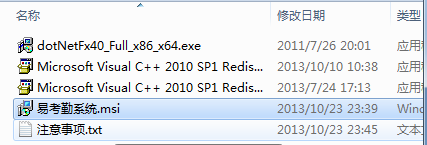 名称 修改日期 类型
dotNetFx40_Full_x86_x64.exe 2011/7/26 20:01 应用
Microsoft Visual C++ 2010 SP1 Redis... 2013/10/10 10:38 应用
Microsoft Visual C++ 2010 SP1 Redis... 2013/7/24 17:13 应用
易考勤系统.msi 2013/10/23 23:39 Wind
注意事项.txt 2013/10/23 23:45 文本